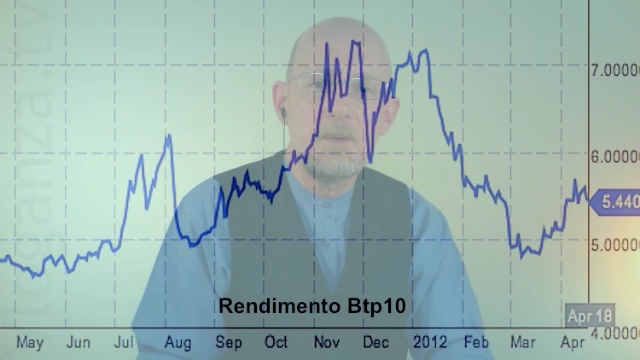 7.00000
6.00000
5.440
5.00000
Rendimento Btp10
Apr 18
4.00000
May Jun Jul Aug Sep Oct Nov Dec 2012 Feb Mar Apr